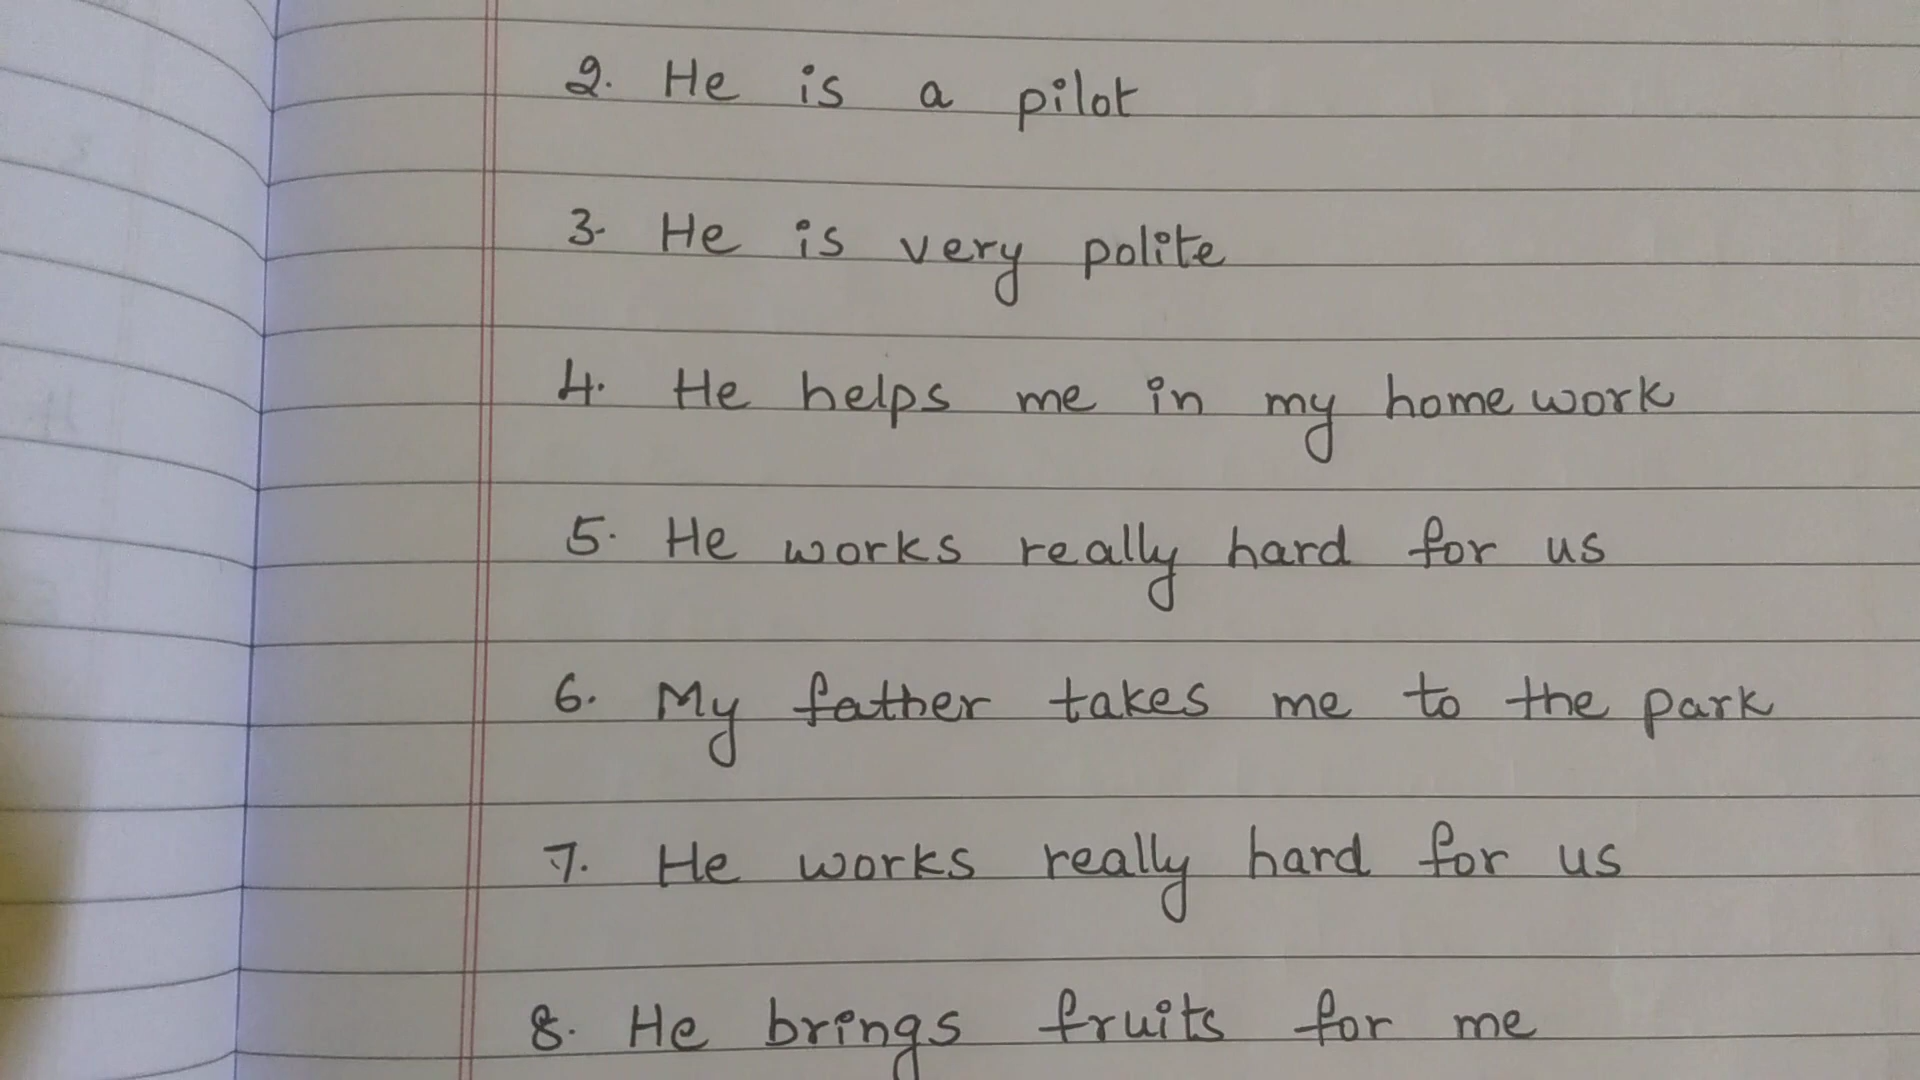 2. He is a pilot
3. He is very polite
4. He helps me in my home work
5. He works really hard for us
6. My father takes me to the park
7. He works really hard for us
8. He brings fruits for me